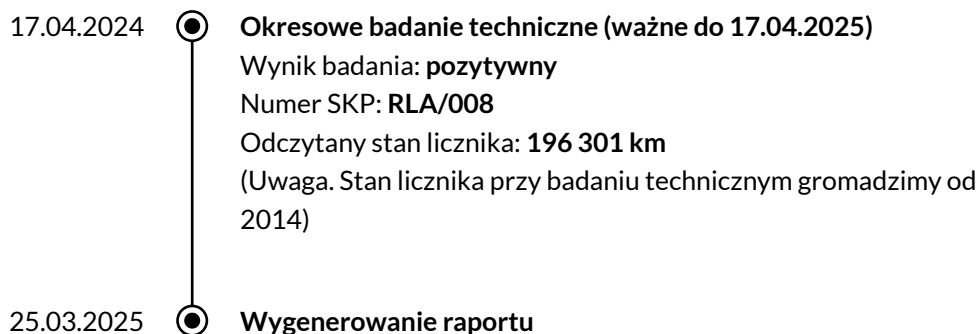 17.04.2024 Okresowe badanie techniczne (ważne do 17.04.2025)
Wynik badania: pozytywny
Numer SKP: RLA/008
Odczytany stan licznika: 196 301 km
(Uwaga. Stan licznika przy badaniu technicznym gromadzimy od
2014)
25.03.2025 Wygenerowanie raportu